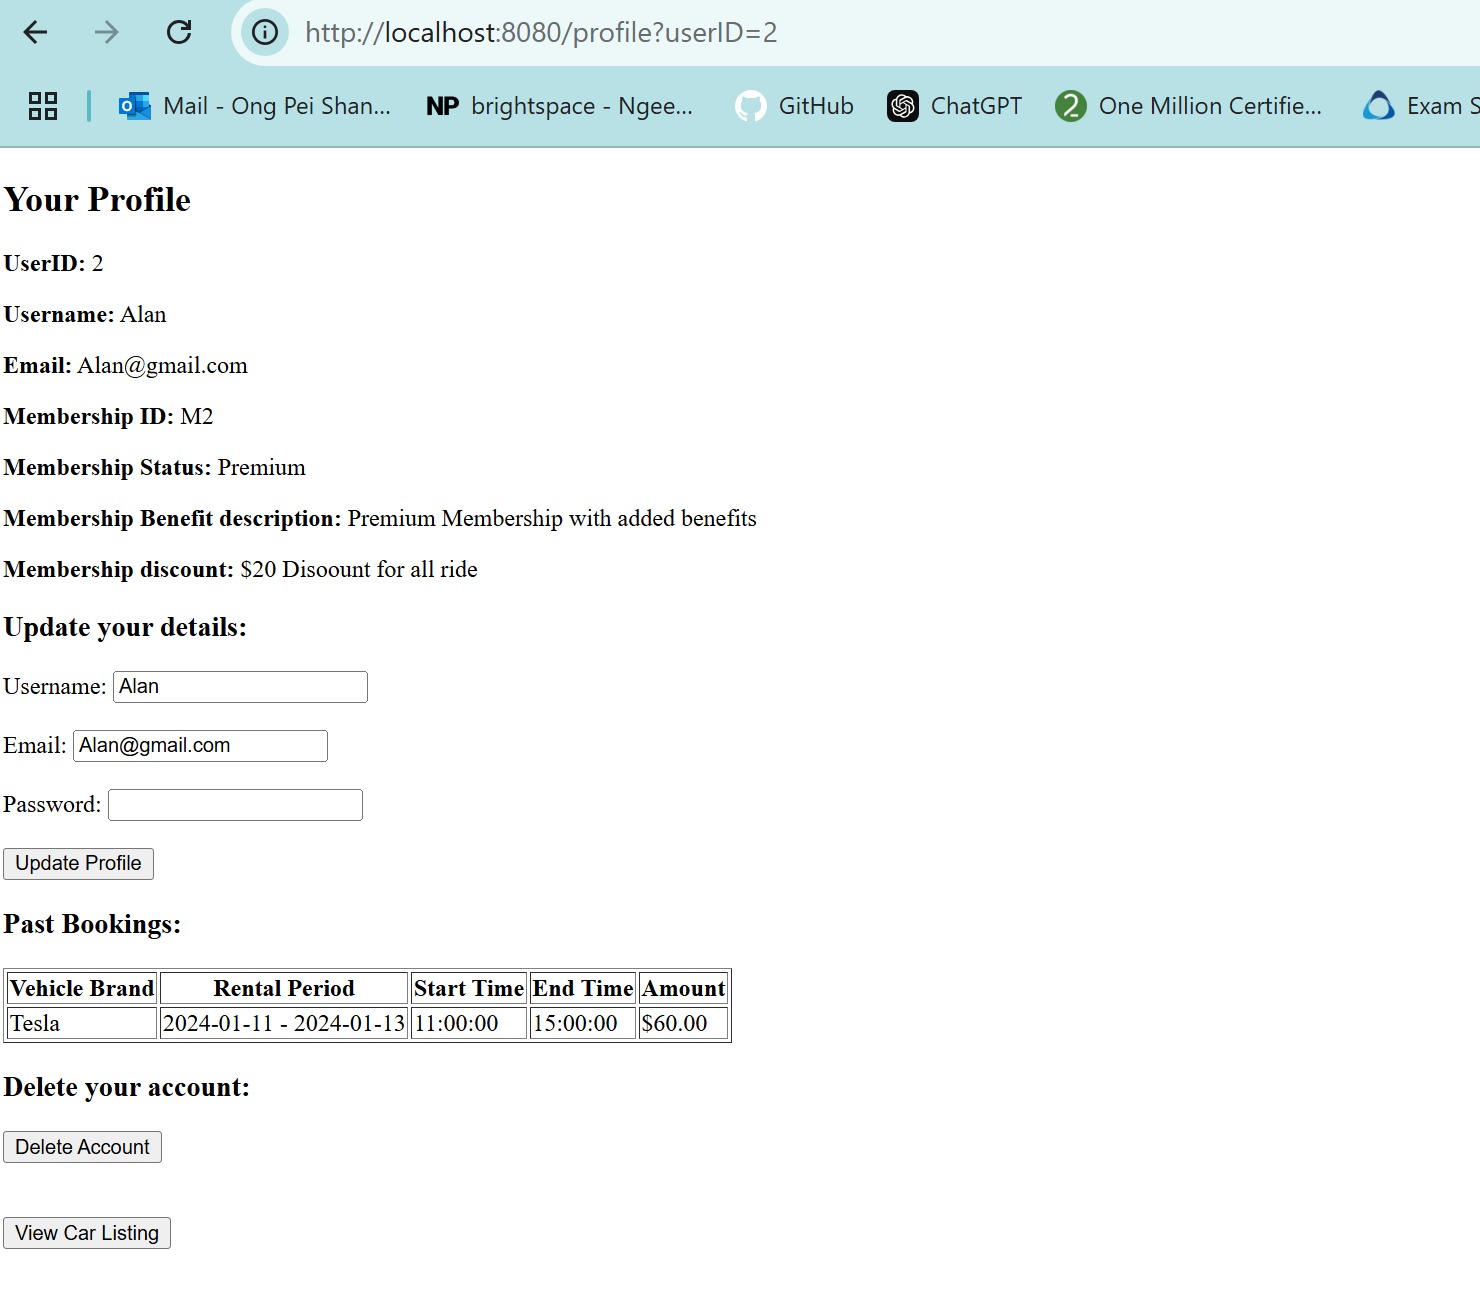 http://localhost:8080/profile?userID=2
Mail - Ong Pei Shan... NP brightspace - Ngee... GitHub ChatGPT 2 One Million Certifie... Exam S
Your Profile
UserID: 2
Username: Alan
Email: Alan@gmail.com
Membership ID: M2
Membership Status: Premium
Membership Benefit description: Premium Membership with added benefits
Membership discount: $20 Disoount for all ride
Update your details:
Username: Alan
Email: Alan@gmail.com
Password:
Update Profile
Past Bookings:
Vehicle Brand Rental Period Start Time End Time Amount
Tesla 2024-01-11 - 2024-01-13 11:00:00 15:00:00 $60.00
Delete your account:
Delete Account
View Car Listing